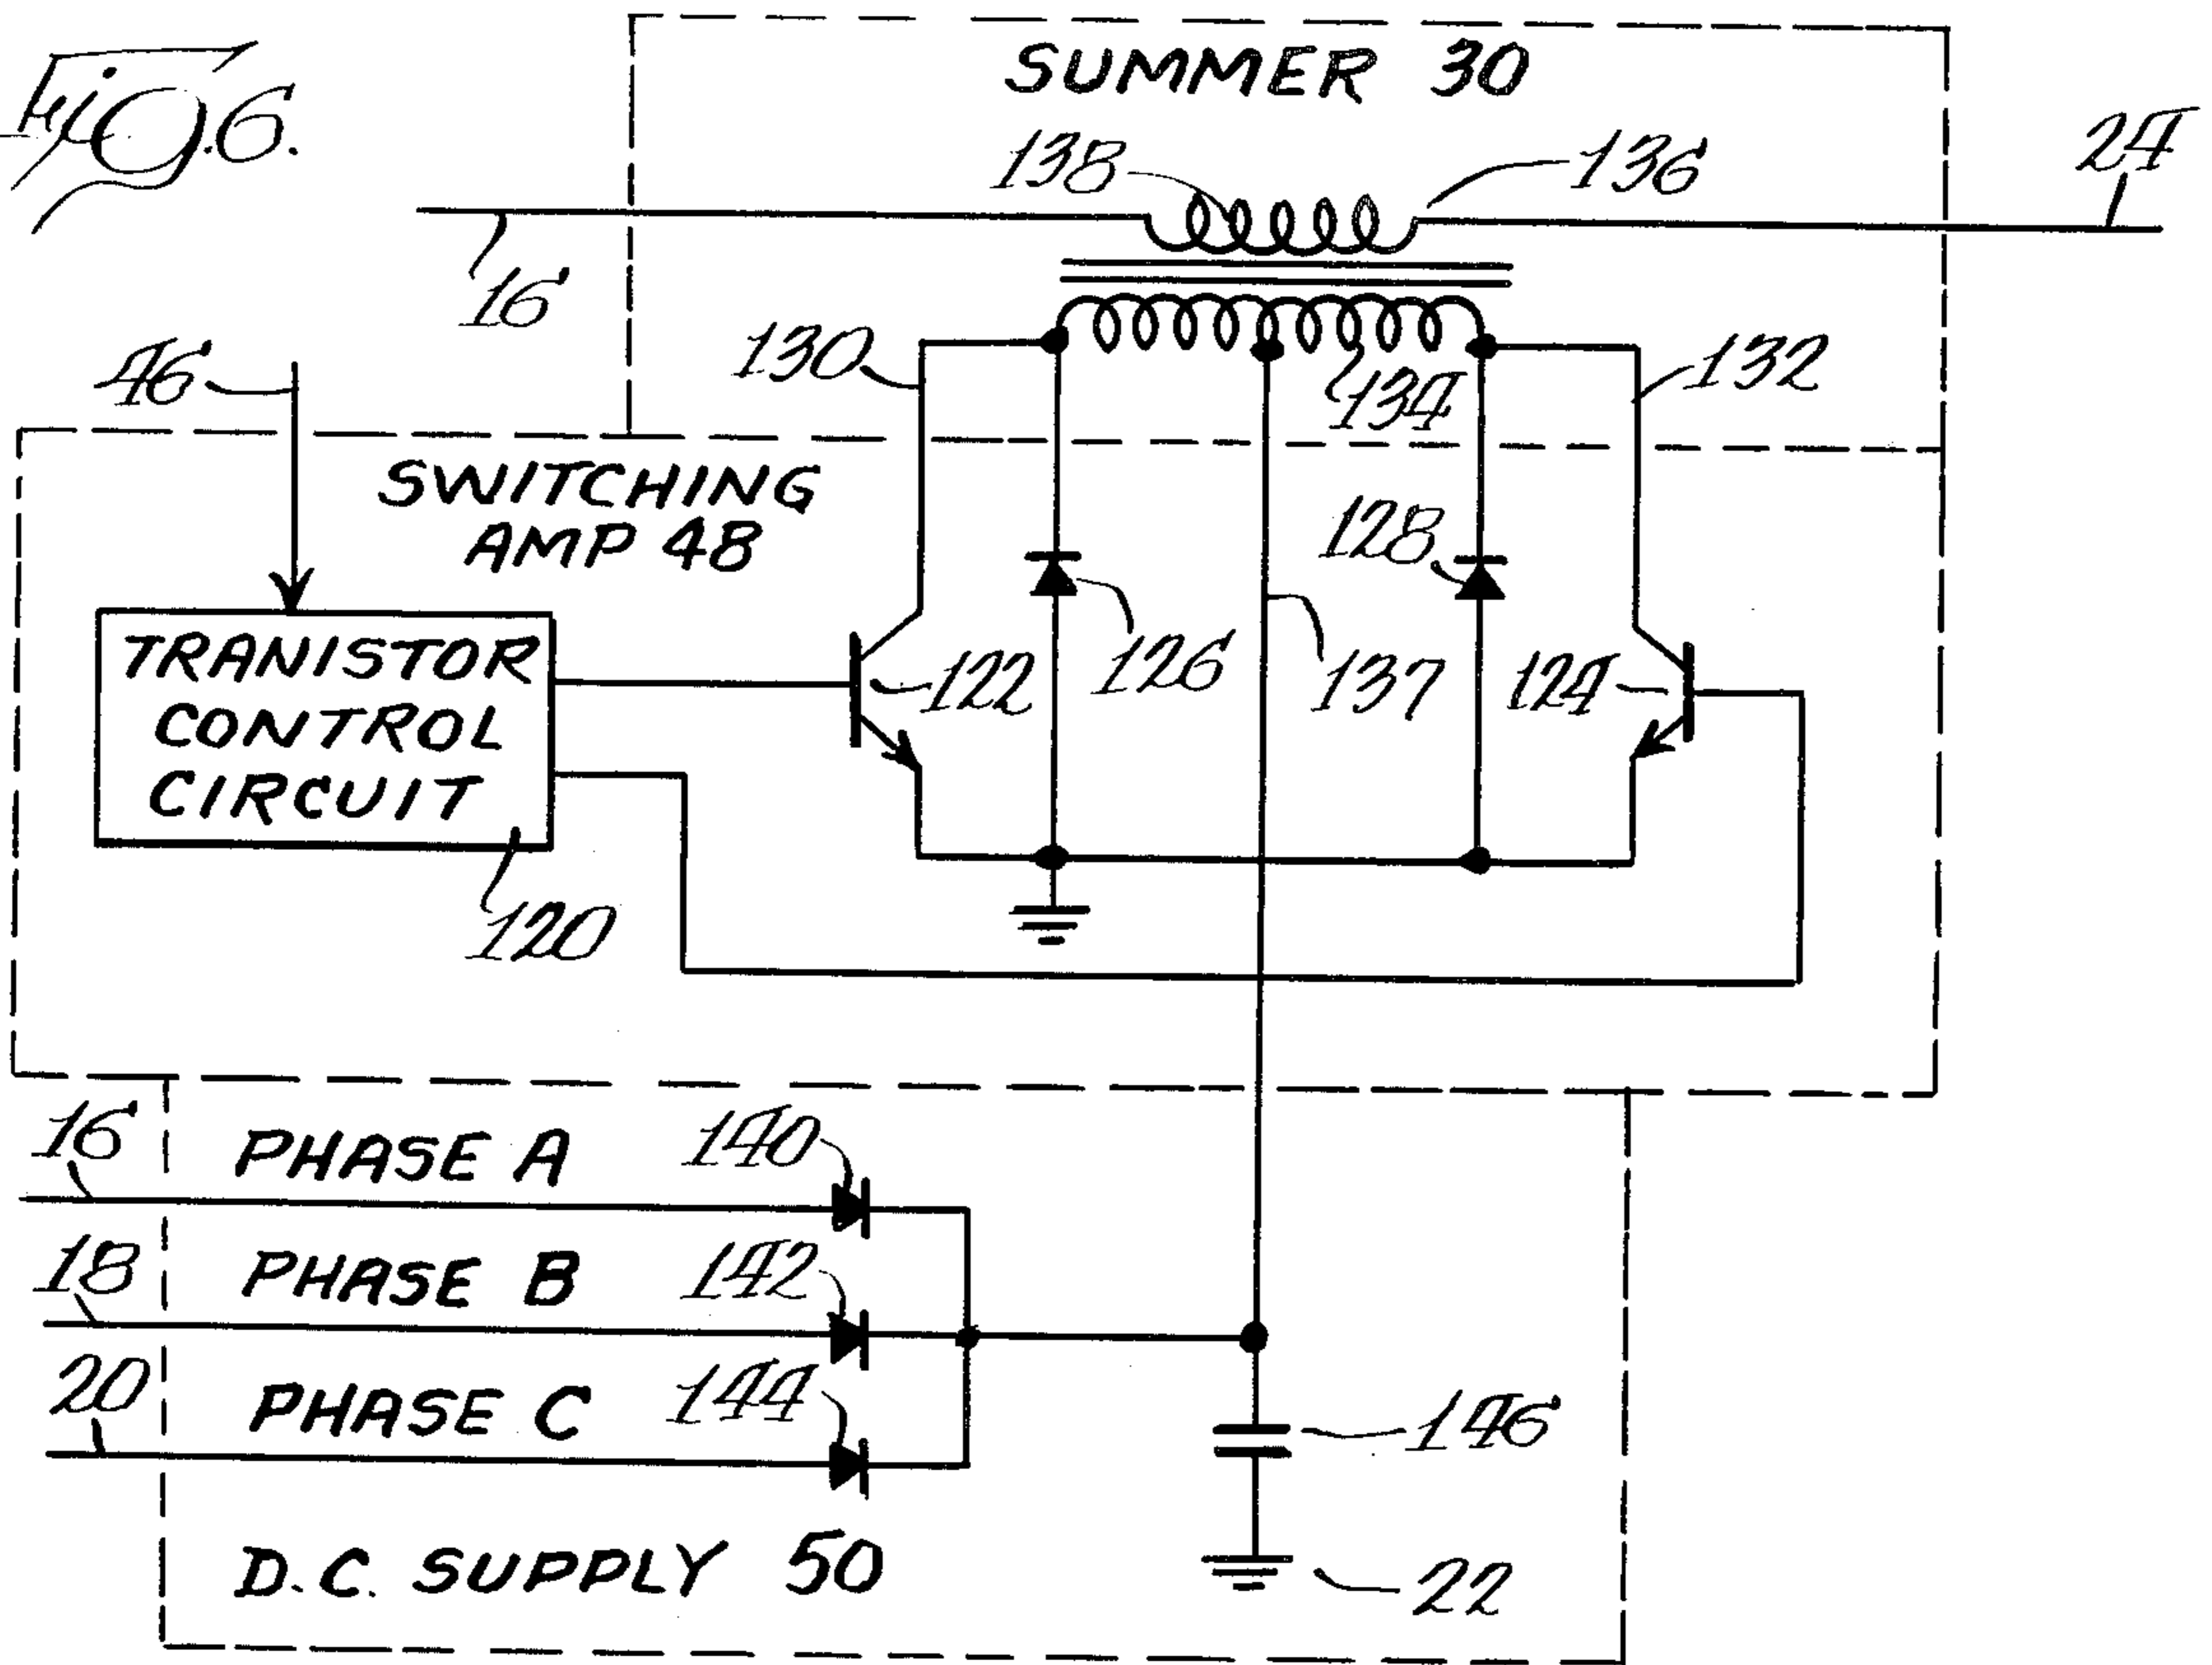 Fig. 6.
SUMMER 30
138
136
24
16
46
130
134
132
SWITCHING
AMP 48
128
TRANISTOR
CONTROL
CIRCUIT
122
126
137
124
120
16
PHASE A
140
18
PHASE B
142
20
PHASE C
144
146
D.C. SUPPLY 50
22